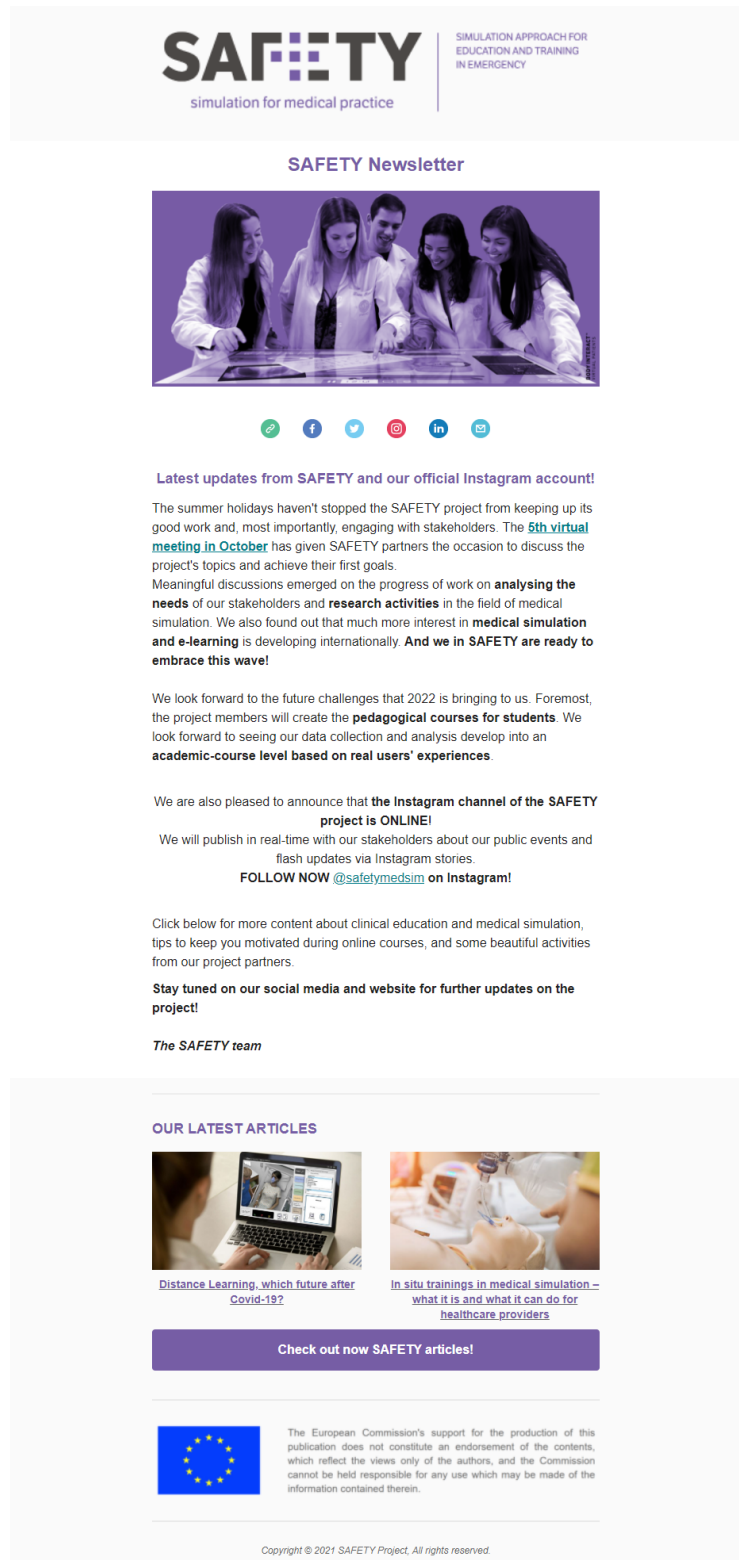 SAFETY
simulation for medical practice
SIMULATION APPROACH FOR
EDUCATION AND TRAINING
IN EMERGENCY
SAFETY Newsletter
BODY INTERACT
Latest updates from SAFETY and our official Instagram account!
The summer holidays haven't stopped the SAFETY project from keeping up its
good work and, most importantly, engaging with stakeholders. The 5th virtual
meeting in October has given SAFETY partners the occasion to discuss the
project's topics and achieve their first goals.
Meaningful discussions emerged on the progress of work on analysing the
needs of our stakeholders and research activities in the field of medical
simulation. We also found out that much more interest in medical simulation
and e-learning is developing internationally. And we in SAFETY are ready to
embrace this wave!
We look forward to the future challenges that 2022 is bringing to us. Foremost,
the project members will create the pedagogical courses for students. We
look forward to seeing our data collection and analysis develop into an
academic-course level based on real users' experiences.
We are also pleased to announce that the Instagram channel of the SAFETY
project is ONLINE!
We will publish in real-time with our stakeholders about our public events and
flash updates via Instagram stories.
FOLLOW NOW @safetymedsim on Instagram!
Click below for more content about clinical education and medical simulation,
tips to keep you motivated during online courses, and some beautiful activities
from our project partners.
Stay tuned on our social media and website for further updates on the
project!
The SAFETY team
OUR LATEST ARTICLES
Distance Learning, which future after
Covid-19?
In situ trainings in medical simulation –
what it is and what it can do for
healthcare providers
Check out now SAFETY articles!
The European Commission's support for the production of this
publication does not constitute an endorsement of the contents,
which reflect the views only of the authors, and the Commission
cannot be held responsible for any use which may be made of the
information contained therein.
Copyright © 2021 SAFETY Project, All rights reserved.